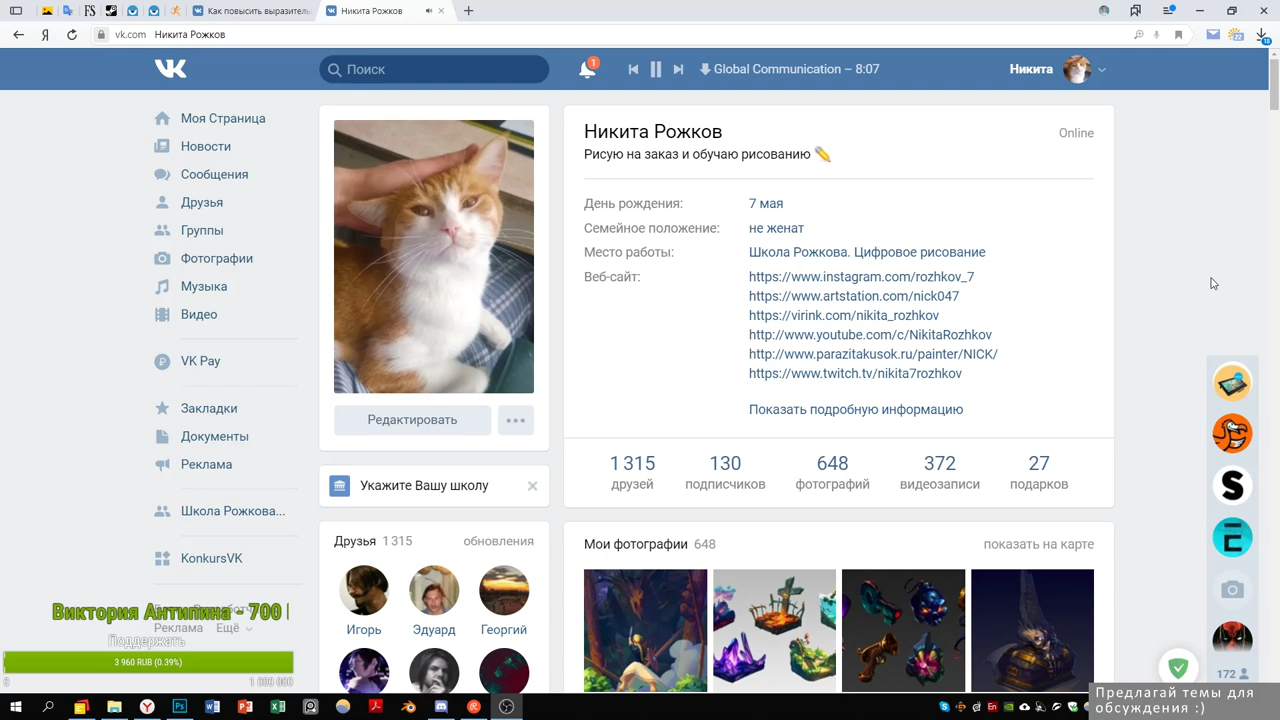 Как повысить выразитель
Никита Рожков
vk.com Никита Рожков
Поиск
1
Global Communication – 8:07
Никита
Моя Страница
Новости
Сообщения
Друзья
Группы
Фотографии
Музыка
Видео
VK Pay
Закладки
Документы
Реклама
Школа Рожкова...
KonkursVK
Реклама Ещё
Редактировать
Укажите Вашу школу
Друзья 1 315 обновления
Игорь Эдуард Георгий
Никита Рожков
Online
Рисую на заказ и обучаю рисованию
День рождения: 7 мая
Семейное положение: не женат
Место работы: Школа Рожкова. Цифровое рисование
Веб-сайт: https://www.instagram.com/rozhkov_7
https://www.artstation.com/nick047
https://virink.com/nikita_rozhkov
http://www.youtube.com/c/NikitaRozhkov
http://www.parazitakusok.ru/painter/NICK/
https://www.twitch.tv/nikita7rozhkov
Показать подробную информацию
1 315 130 648 372 27
друзей подписчиков фотографий видеозаписи подарков
Мои фотографии 648 показать на карте
172
Виктория Антипина - 700
Поддержать
3 960 RUB (0.39%)
0 1 000 000
Предлагай темы для
обсуждения :)